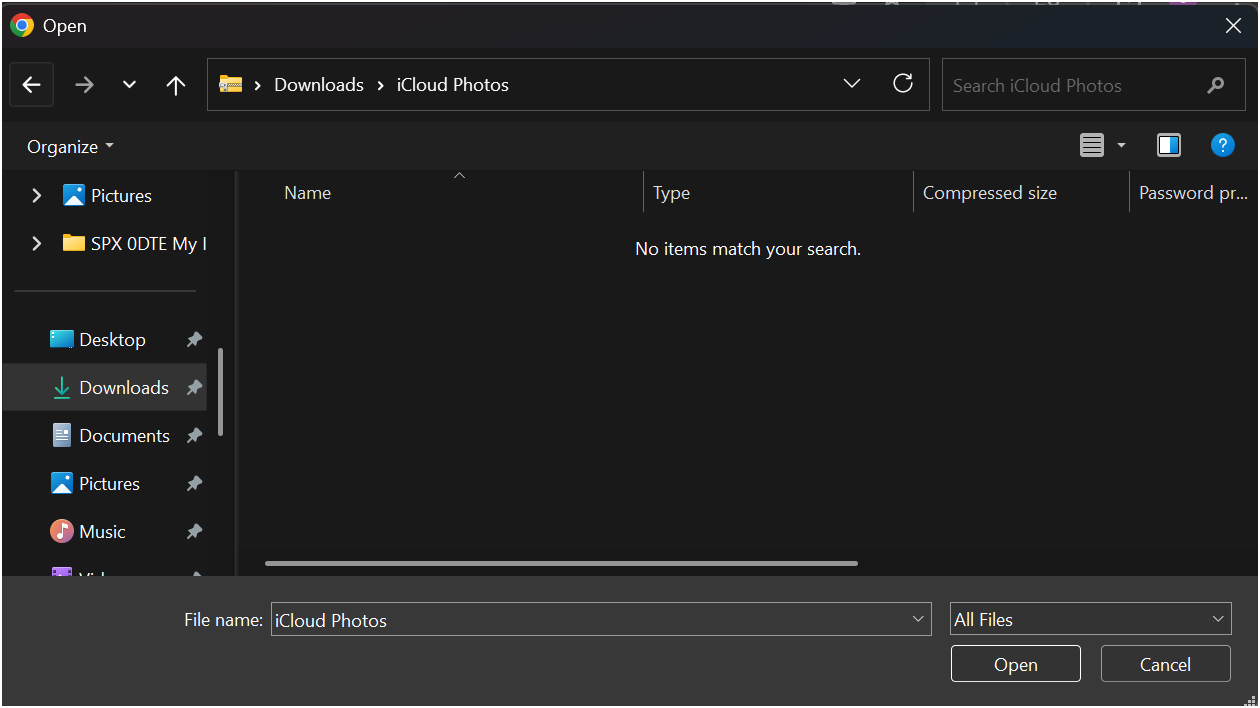 Open
Downloads iCloud Photos
Search iCloud Photos
Organize
?
Pictures
SPX 0DTE My
Name Type Compressed size Password pr...
No items match your search.
Desktop
Downloads
Documents
Pictures
Music
File name: iCloud Photos All Files
Open Cancel